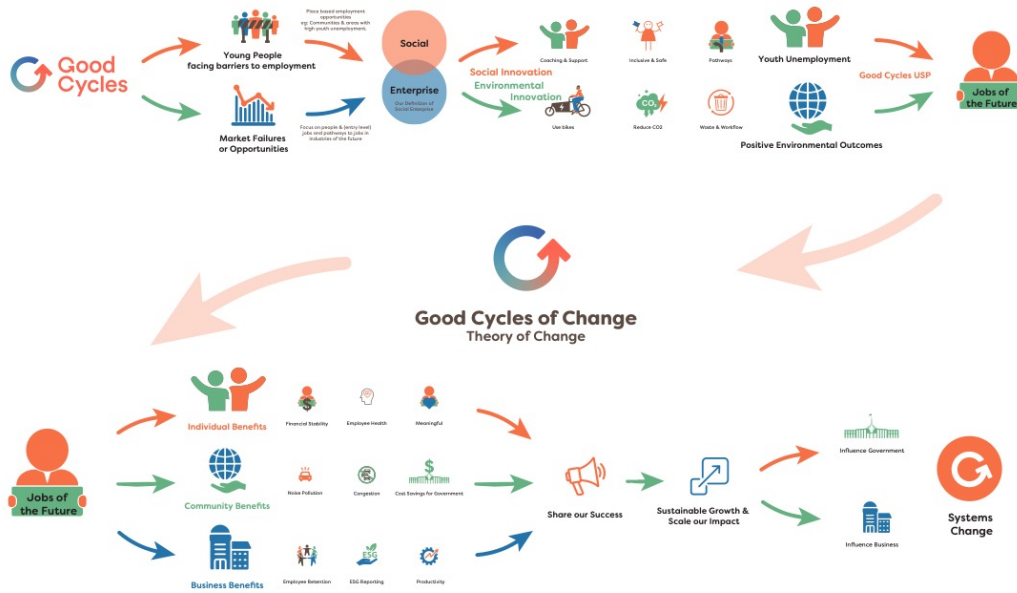 Good
Cycles
Place based employment
opportunities
eg: Communities & areas with
high youth unemployment.
Young People
facing barriers to employment
Market Failures
or Opportunities
Focus on people & (entry level)
jobs and pathways to jobs in
industries of the future
Social
Enterprise
Our Definition of
Social Enterprise
Social Innovation
Environmental
Innovation
Coaching & Support
Inclusive & Safe
Pathways
Use bikes
CO2
Reduce CO2
Waste & Workflow
Youth Unemployment
Positive Environmental Outcomes
Good Cycles USP
Jobs of
the Future
Good Cycles of Change
Theory of Change
Jobs of
the Future
Individual Benefits
$
Financial Stability
Employee Health
Meaningful
Community Benefits
Noise Pollution
Congestion
$
Cost Savings for Government
Business Benefits
Employee Retention
ESG
ESG Reporting
Productivity
Share our Success
Sustainable Growth &
Scale our Impact
Influence Government
Influence Business
Systems
Change